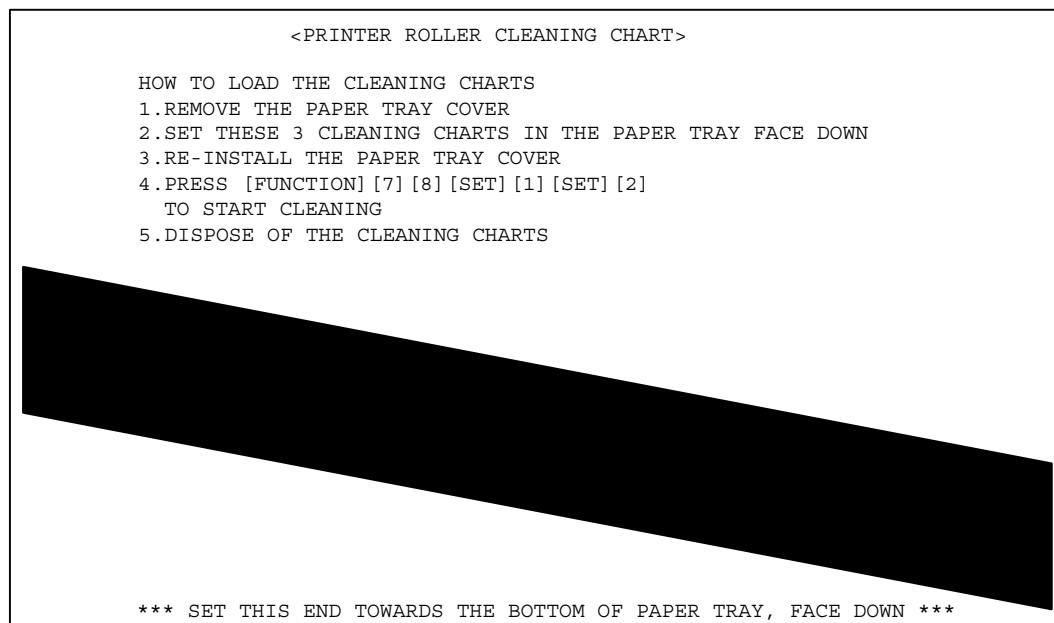 <PRINTER ROLLER CLEANING CHART>
HOW TO LOAD THE CLEANING CHARTS
1.REMOVE THE PAPER TRAY COVER
2.SET THESE 3 CLEANING CHARTS IN THE PAPER TRAY FACE DOWN
3.RE-INSTALL THE PAPER TRAY COVER
4.PRESS [FUNCTION][7][8][SET][1][SET][2]
TO START CLEANING
5.DISPOSE OF THE CLEANING CHARTS
*** SET THIS END TOWARDS THE BOTTOM OF PAPER TRAY, FACE DOWN ***